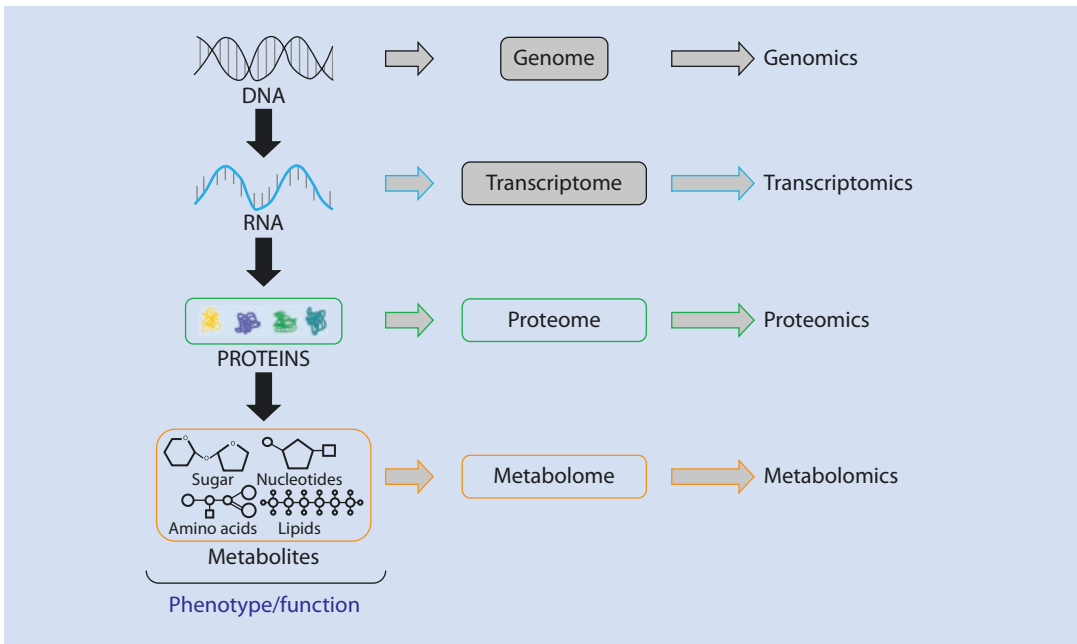 DNA
Genome
Genomics
RNA
Transcriptome
Transcriptomics
PROTEINS
Proteome
Proteomics
O
O
O
Sugar
Nucleotides
Amino acids
Lipids
Metabolites
Metabolome
Metabolomics
Phenotype/function